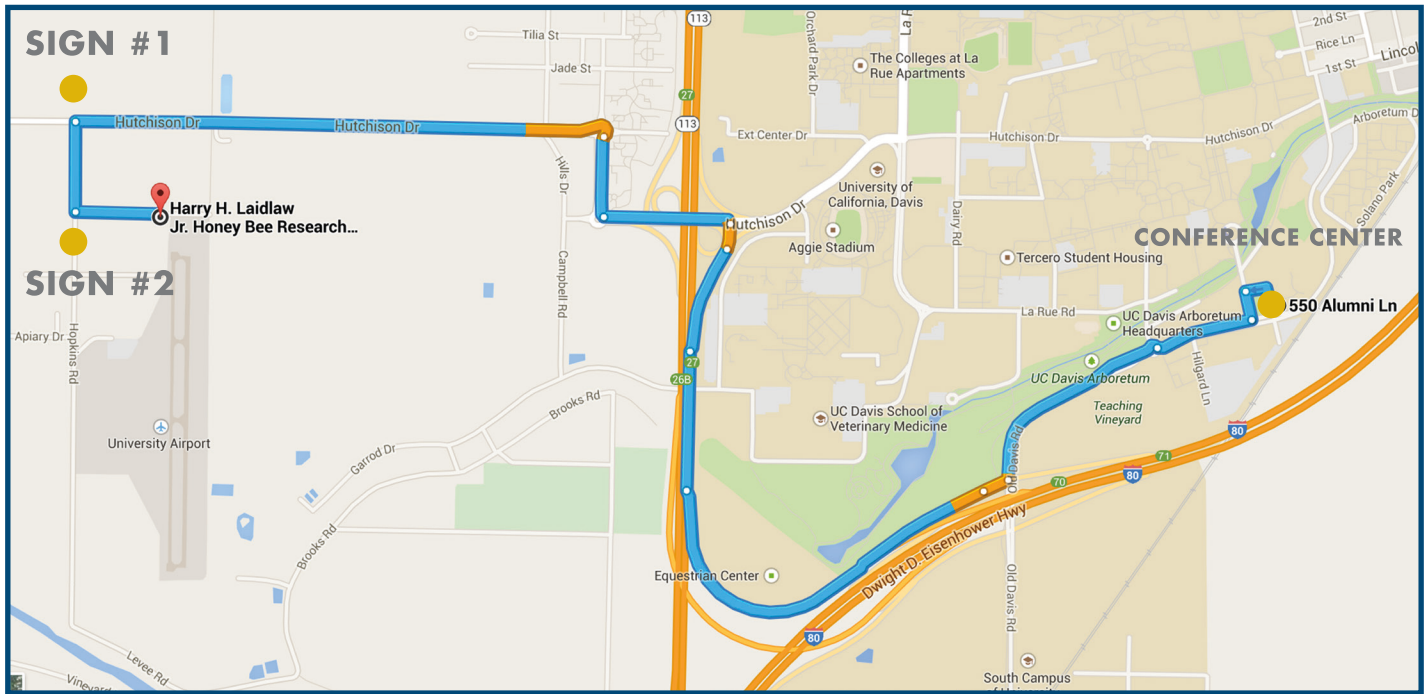 SIGN #1
Tilia St
Jade St
113
Orchard Park Dr
La R
The Colleges at La
Rue Apartments
2nd St
Rice Ln
1st St
Lincol
27
113
Hutchison Dr
Hutchison Dr
Ext Center Dr
Hutchison Dr
Hutchison Dr
Arboretum D
Hills Dr
University of
California, Davis
Dairy Rd
Solano Park
Harry H. Laidlaw
Jr. Honey Bee Research...
Hutchison Dr
Aggie Stadium
CONFERENCE CENTER
Tercero Student Housing
SIGN #2
Campbell Rd
Apiary Dr
Hopkins Rd
La Rue Rd
UC Davis Arboretum
Headquarters
550 Alumni Ln
27
26B
UC Davis Arboretum
Hilgard Ln
Teaching
Vineyard
Brooks Rd
UC Davis School of
Veterinary Medicine
University Airport
Garrod Dr
Old Davis Rd
80
71
80
70
Brooks Rd
Dwight D. Eisenhower Hwy
Equestrian Center
Old Davis Rd
80
Levee Rd
Vineyard
South Campus